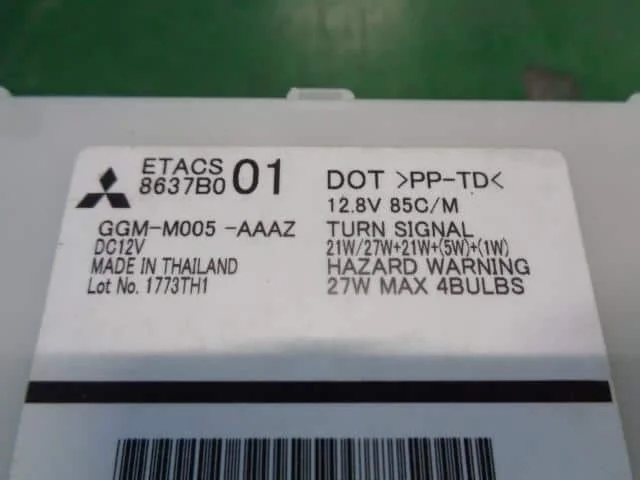 ETACS
8637B0 01
GGM-M005 -AAAZ
DC12V
MADE IN THAILAND
Lot No. 1773TH1
DOT >PP-TD<
12.8V 85C/M
TURN SIGNAL
21W/27W+21W+(5W)+(1W)
HAZARD WARNING
27W MAX 4BULBS